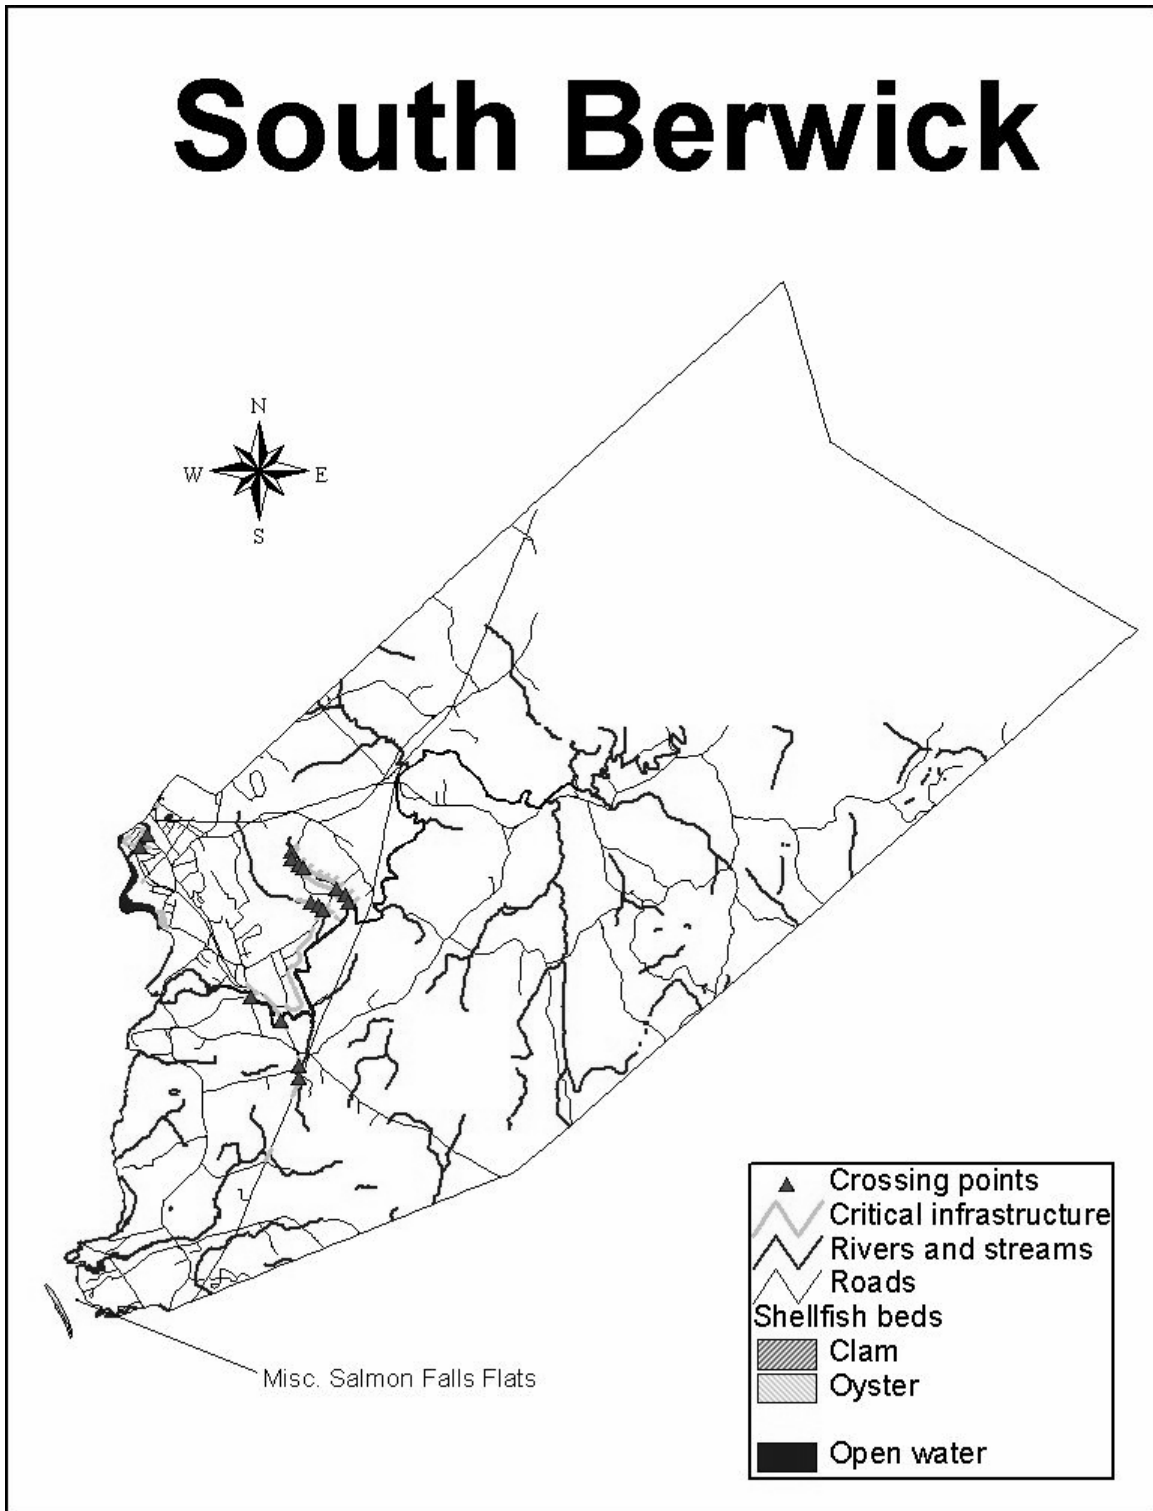 South Berwick
N
W E
S
Crossing points
Critical infrastructure
Rivers and streams
Roads
Shellfish beds
Clam
Oyster
Open water
Misc. Salmon Falls Flats